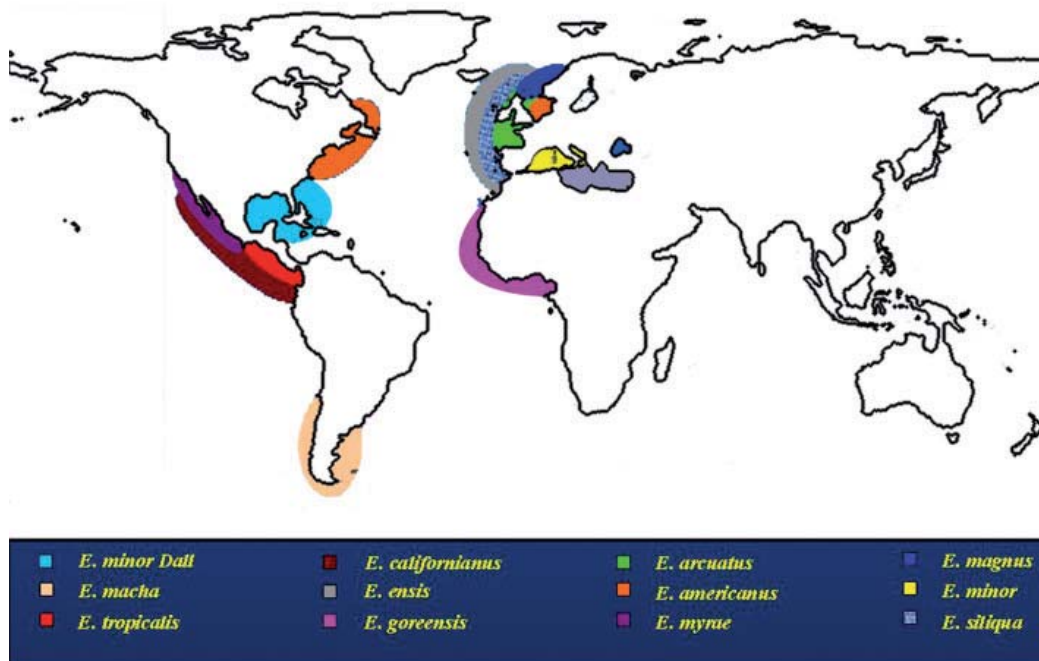 E. minor Dall E. californianus E. arcuatus E. magnus
E. macha E. ensis E. americanus E. minor
E. tropicalis E. goreensis E. myrae E. siliqua